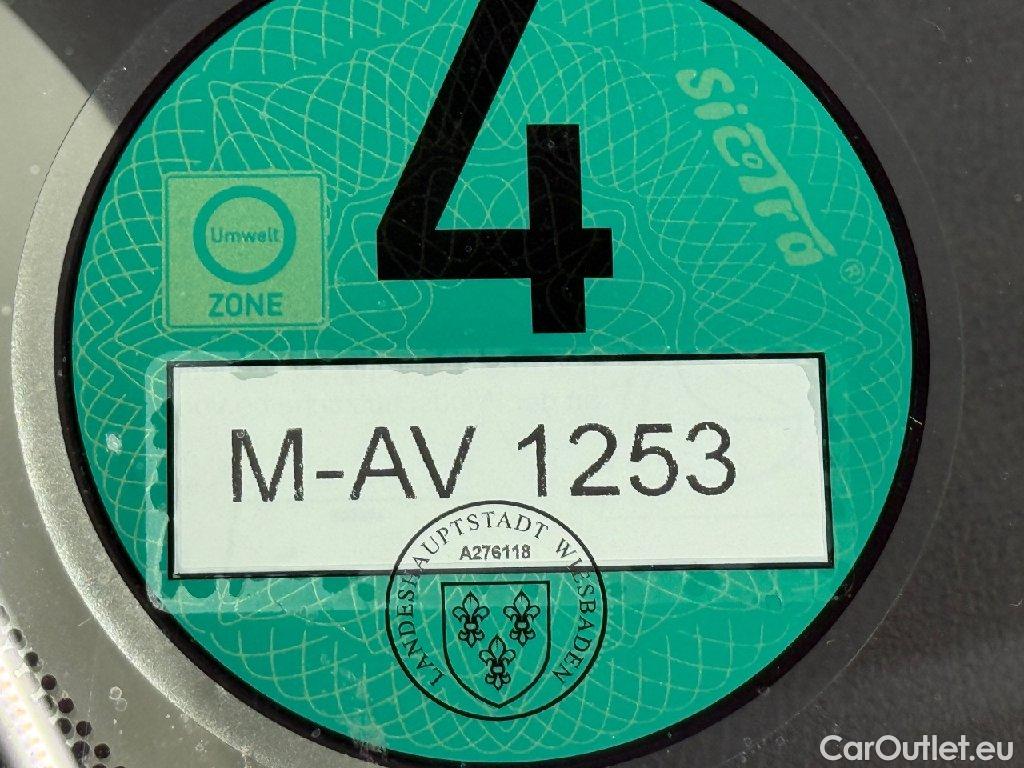 4
SicoTra®
Umwelt
ZONE
M-AV 1253
LANDESHAUPTSTADT WIESBADEN
A276118
CarOutlet.eu